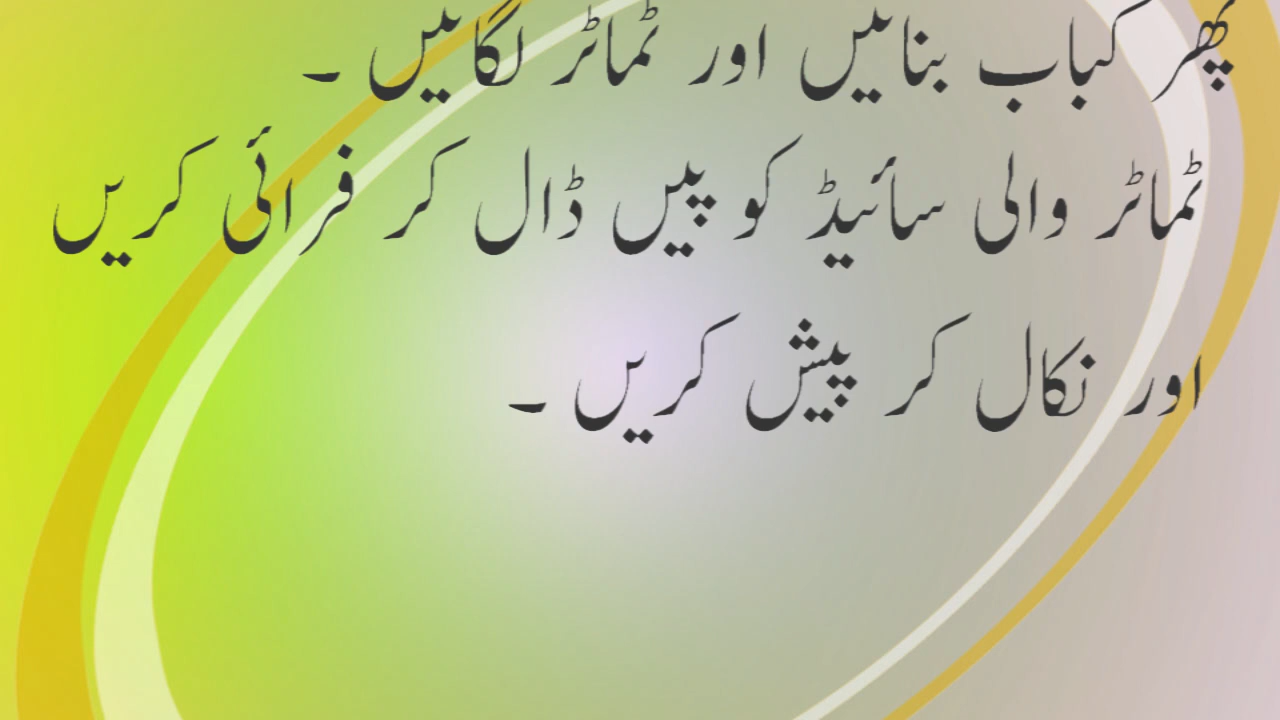 پھر کباب بنائیں اور ٹماٹر لگائیں ۔
ٹماٹر والی سائیڈ کو پیں ڈال کر فرائی کریں
اور نکال کر پیش کریں ۔